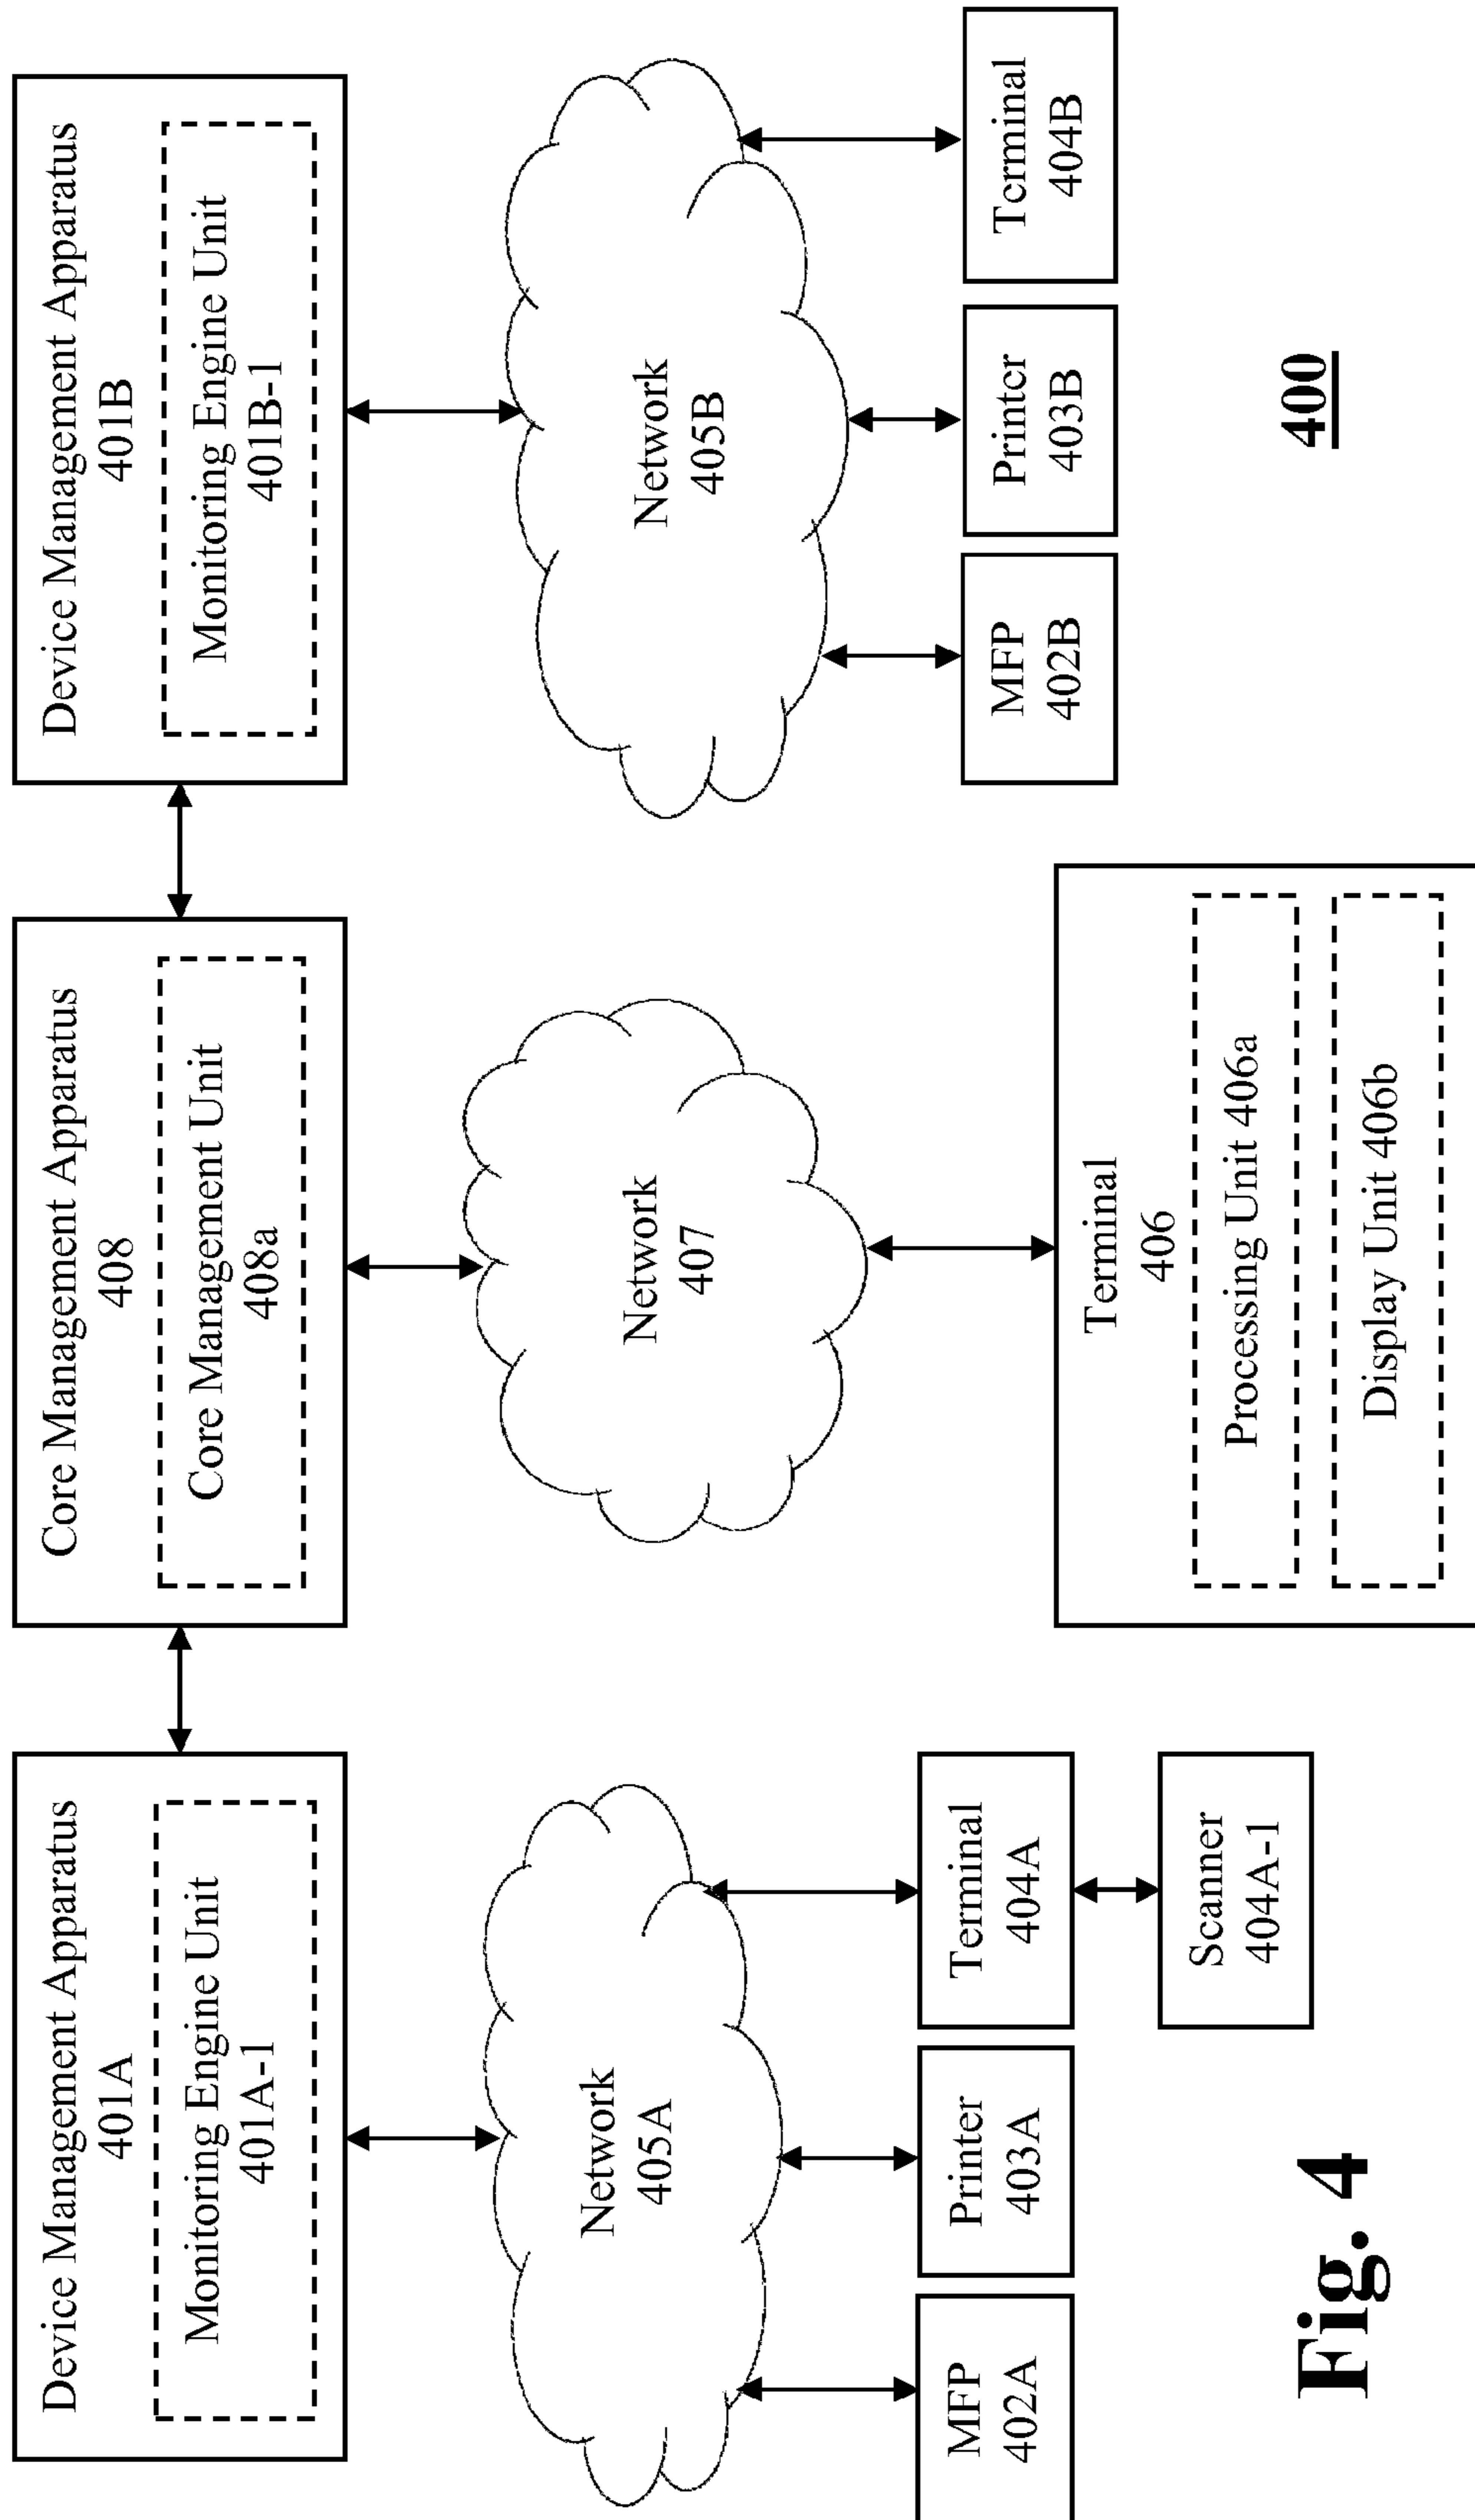 Device Management Apparatus
401A
Monitoring Engine Unit
401A-1
Core Management Apparatus
408
Core Management Unit
408a
Device Management Apparatus
401B
Monitoring Engine Unit
401B-1
Network
405A
Network
407
Network
405B
MFP
402A
Printer
403A
Terminal
404A
Scanner
404A-1
Terminal
406
Processing Unit 406a
Display Unit 406b
MFP
402B
Printer
403B
Terminal
404B
Fig. 4
400